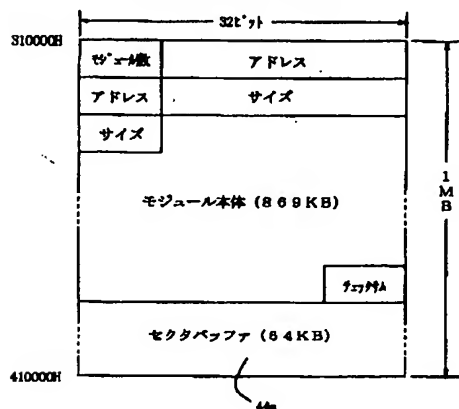 32ビット
310000H
モジュール数
アドレス
アドレス
サイズ
サイズ
1MB
モジュール本体 (869KB)
チェックサム
セクタバッファ (64KB)
410000H
44m